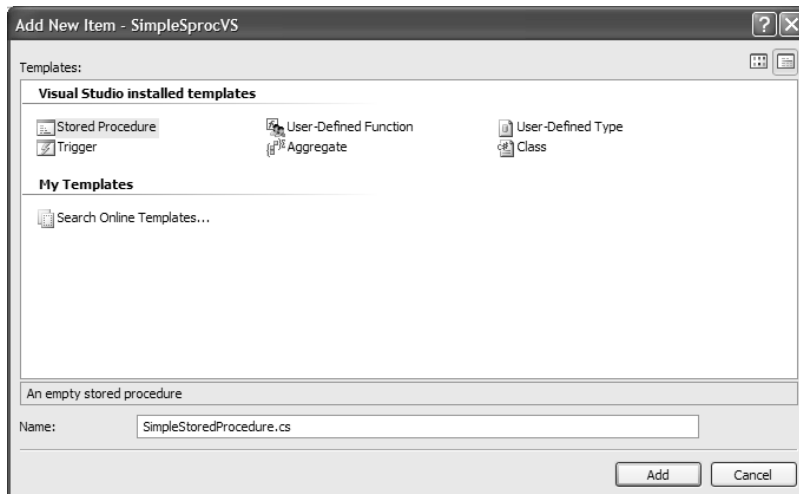 Add New Item - SimpleSprocVS
Templates:
Visual Studio installed templates
Stored Procedure
User-Defined Function
User-Defined Type
Trigger
Aggregate
Class
My Templates
Search Online Templates...
An empty stored procedure
Name:
SimpleStoredProcedure.cs
Add
Cancel